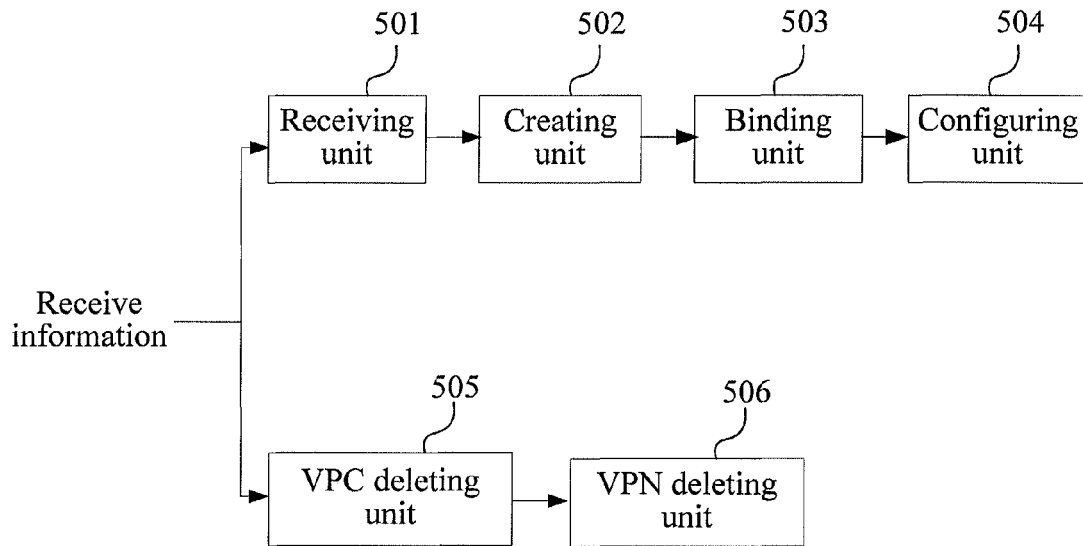 501
502
503
504
Receiving
unit
Creating
unit
Binding
unit
Configuring
unit
Receive
information
505
506
VPC deleting
unit
VPN deleting
unit